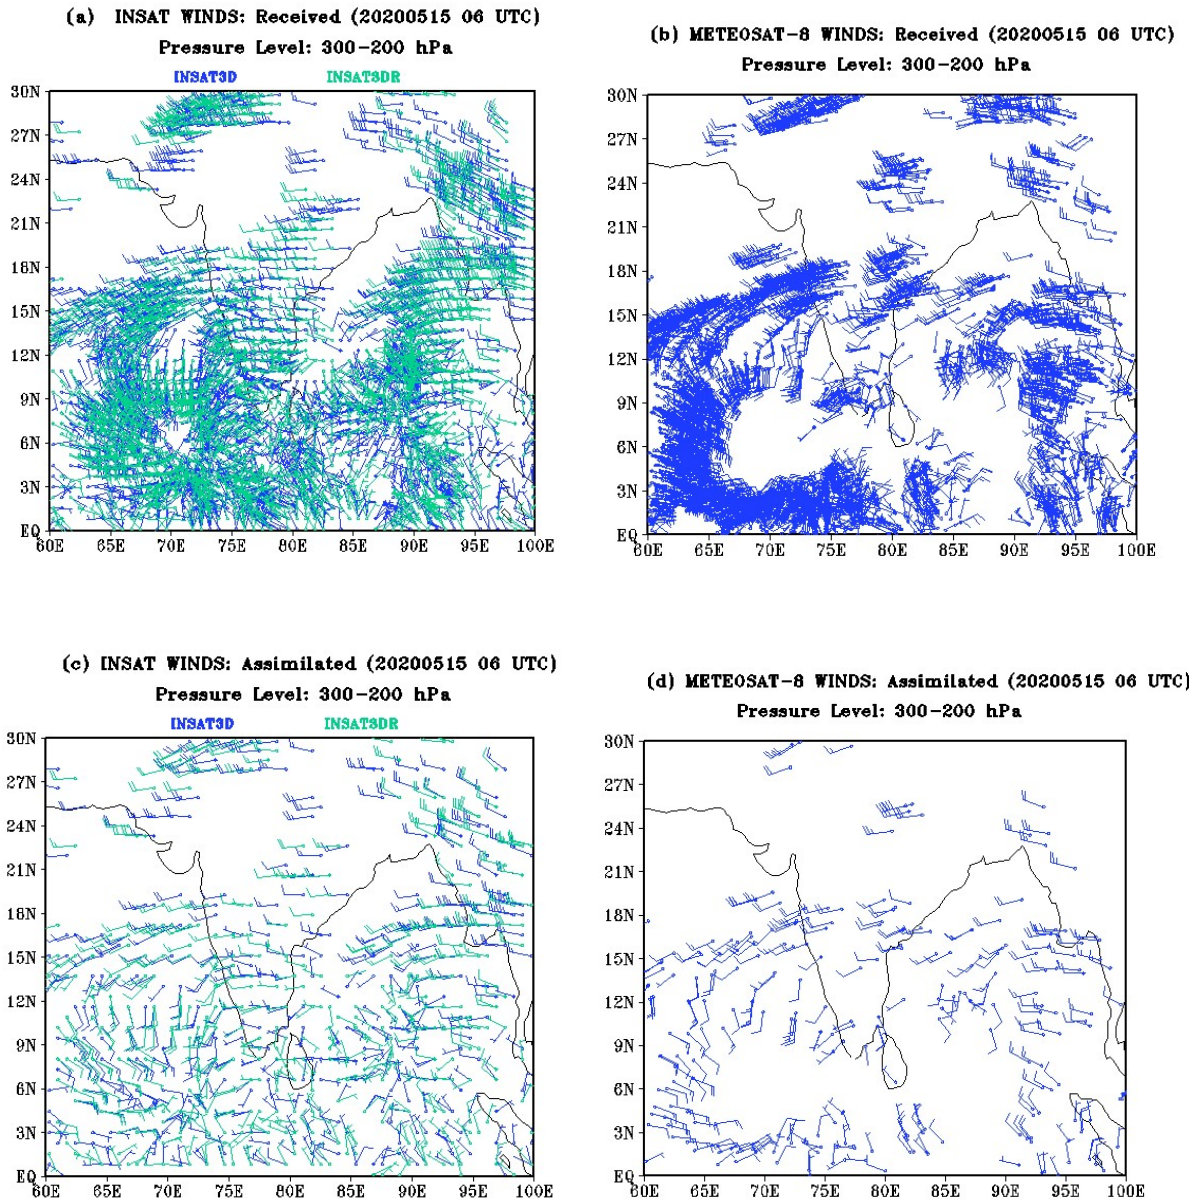 (a) INSAT WINDS: Received (20200515 06 UTC)
Pressure Level: 300-200 hPa
INSAT3D INSAT3DR
30N
27N
24N
21N
18N
15N
12N
9N
6N
3N
EQ
60E 65E 70E 75E 80E 85E 90E 95E 100E
(b) METEOSAT-8 WINDS: Received (20200515 06 UTC)
Pressure Level: 300-200 hPa
30N
27N
24N
21N
18N
15N
12N
9N
6N
3N
EQ
60E 65E 70E 75E 80E 85E 90E 95E 100E
(c) INSAT WINDS: Assimilated (20200515 06 UTC)
Pressure Level: 300-200 hPa
INSAT3D INSAT3DR
30N
27N
24N
21N
18N
15N
12N
9N
6N
3N
EQ
60E 65E 70E 75E 80E 85E 90E 95E 100E
(d) METEOSAT-8 WINDS: Assimilated (20200515 06 UTC)
Pressure Level: 300-200 hPa
30N
27N
24N
21N
18N
15N
12N
9N
6N
3N
EQ
60E 65E 70E 75E 80E 85E 90E 95E 100E